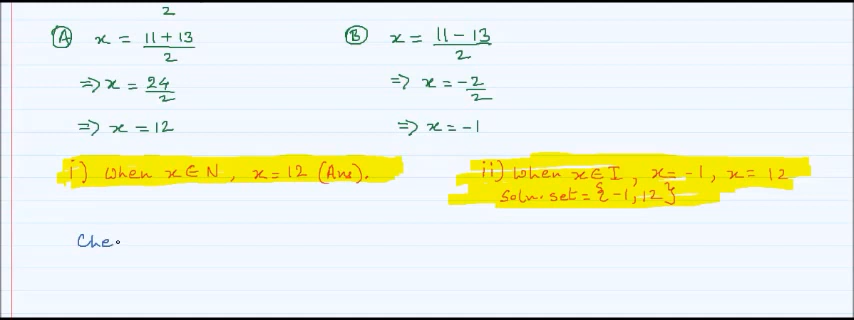 2
(A) x = (11 + 13)/2
⇒ x = 24/2
⇒ x = 12
(B) x = (11 - 13)/2
⇒ x = -2/2
⇒ x = -1
i) when x ∈ N, x = 12 (Ans).
ii) when x ∈ I, x = -1, x = 12
Soln. set = {-1, 12}
Che